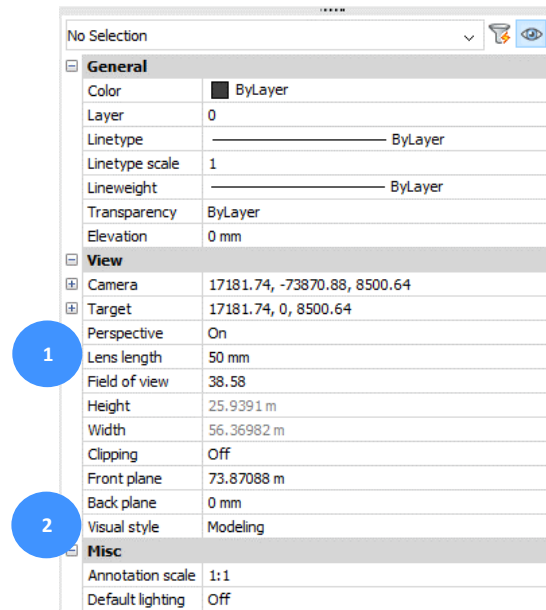 No Selection
General
Color ByLayer
Layer 0
Linetype ByLayer
Linetype scale 1
Lineweight ByLayer
Transparency ByLayer
Elevation 0 mm
View
Camera 17181.74, -73870.88, 8500.64
Target 17181.74, 0, 8500.64
Perspective On
1 Lens length 50 mm
Field of view 38.58
Height 25.9391 m
Width 56.36982 m
Clipping Off
Front plane 73.87088 m
Back plane 0 mm
2 Visual style Modeling
Misc
Annotation scale 1:1
Default lighting Off